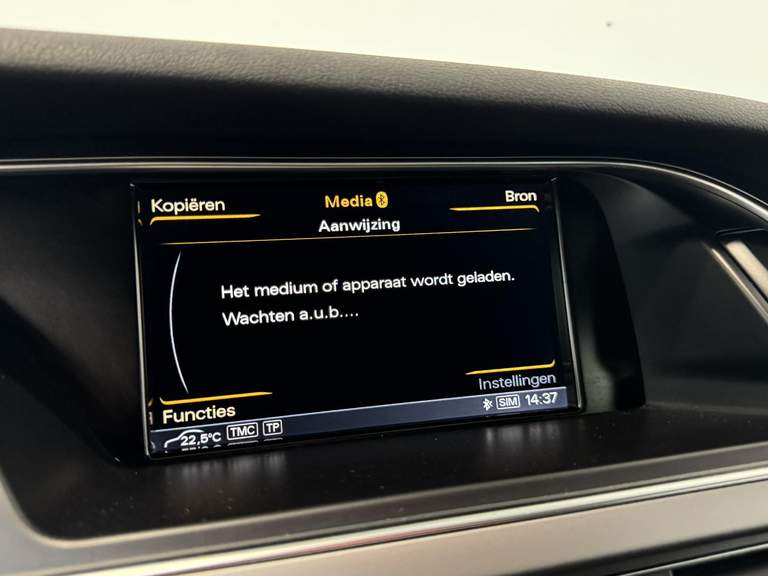 Kopiëren
Media
Bron
Aanwijzing
Het medium of apparaat wordt geladen.
Wachten a.u.b....
Instellingen
Functies
22,5°C TMC TP
SIM 14:37